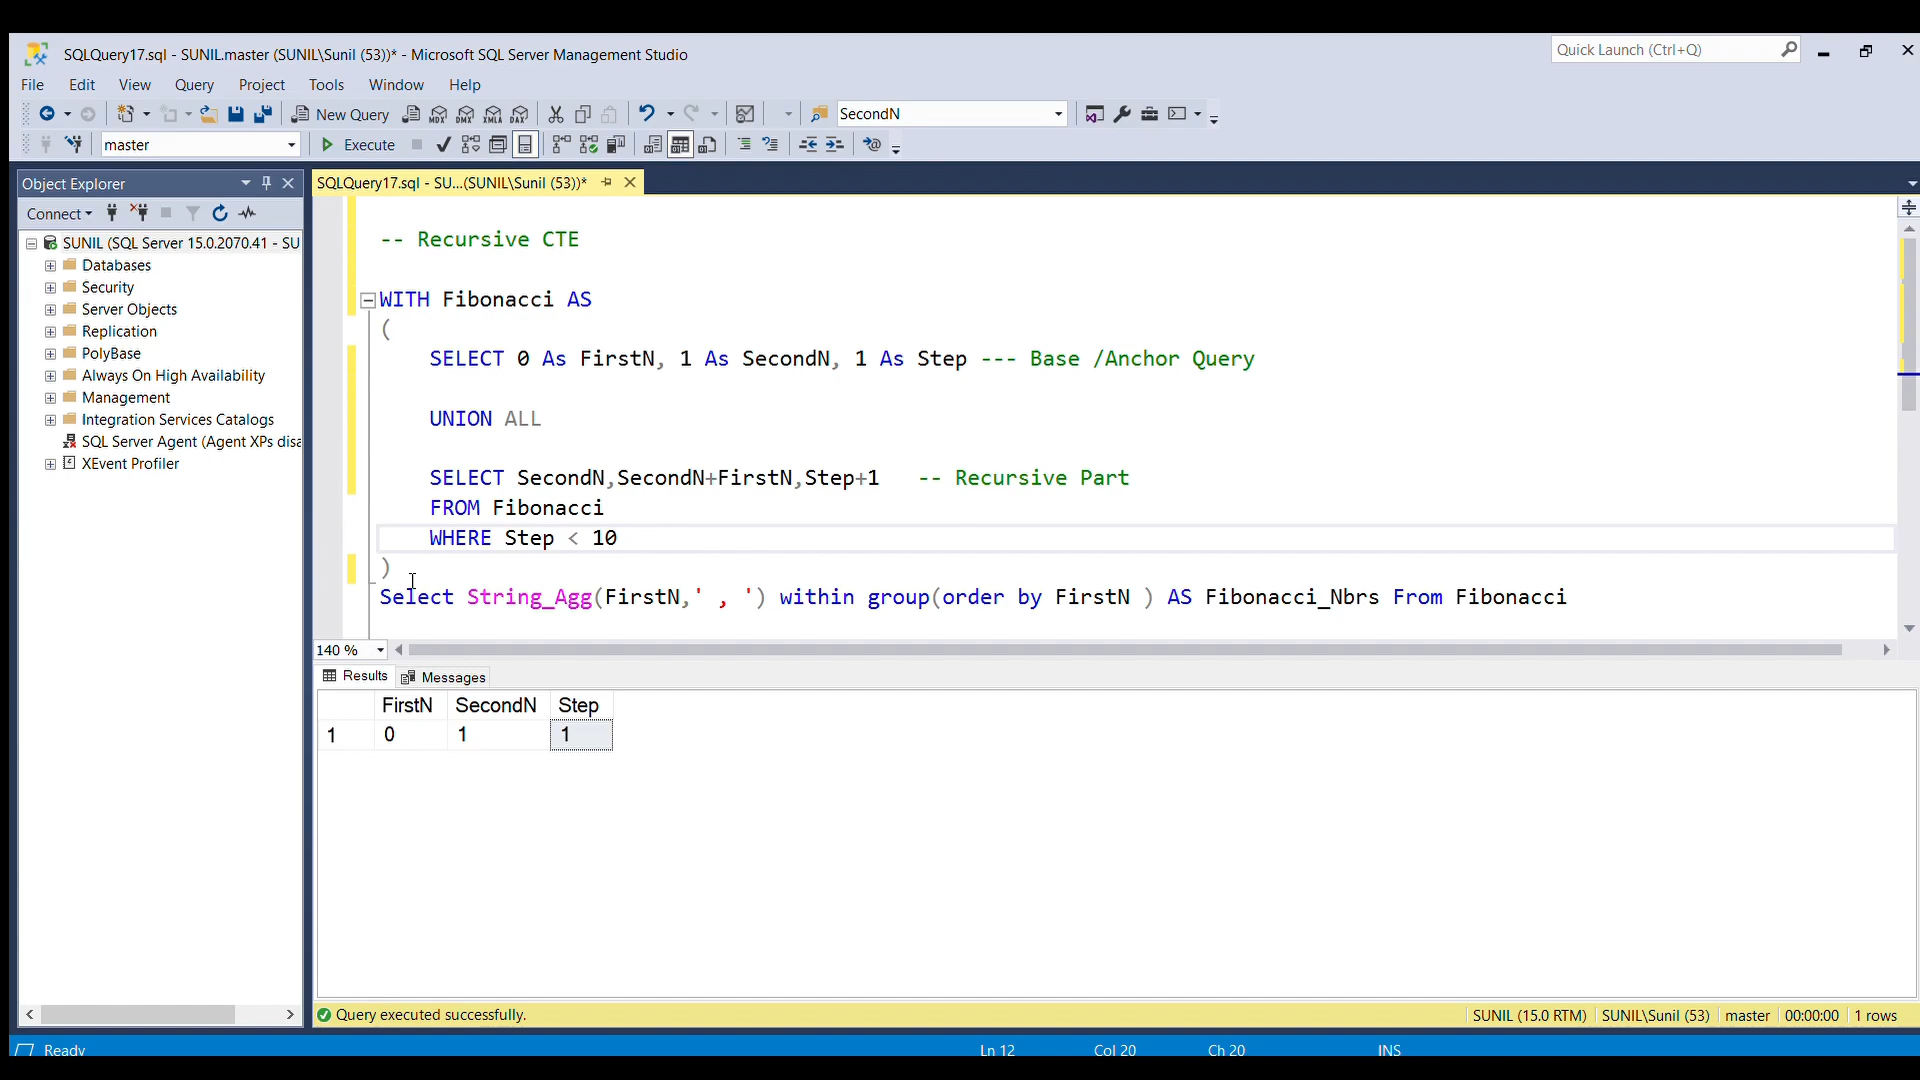 SQLQuery17.sql - SUNIL.master (SUNIL\Sunil (53))* - Microsoft SQL Server Management Studio
Quick Launch (Ctrl+Q)
File Edit View Query Project Tools Window Help
New Query MDX DMX XMLA DAX SecondN
master Execute
Object Explorer
SQLQuery17.sql - SU...(SUNIL\Sunil (53))*
Connect
SUNIL (SQL Server 15.0.2070.41 - SU
Databases
Security
Server Objects
Replication
PolyBase
Always On High Availability
Management
Integration Services Catalogs
SQL Server Agent (Agent XPs disa
XEvent Profiler
-- Recursive CTE
WITH Fibonacci AS
(
SELECT 0 As FirstN, 1 As SecondN, 1 As Step --- Base /Anchor Query
UNION ALL
SELECT SecondN,SecondN+FirstN,Step+1 -- Recursive Part
FROM Fibonacci
WHERE Step < 10
)
Select String_Agg(FirstN,' , ') within group(order by FirstN ) AS Fibonacci_Nbrs From Fibonacci
140 %
Results Messages
FirstN SecondN Step
1 0 1 1
Query executed successfully.
SUNIL (15.0 RTM) SUNIL\Sunil (53) master 00:00:00 1 rows
Ready Ln 12 Col 20 Ch 20 INS